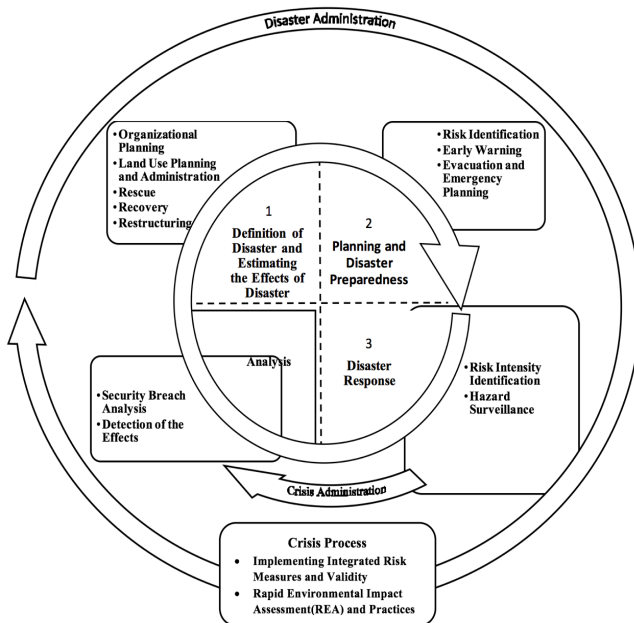 Disaster Administration
•Organizational
Planning
•Land Use Planning
and Administration
•Rescue
•Recovery
•Restructuring
•Risk Identification
•Early Warning
•Evacuation and
Emergency
Planning
1
Definition of
Disaster and
Estimating
the Effects of
Disaster
2
Planning and
Disaster
Preparedness
Analysis
3
Disaster
Response
•Security Breach
Analysis
•Detection of the
Effects
•Risk Intensity
Identification
•Hazard
Surveillance
Crisis Administration
Crisis Process
• Implementing Integrated Risk
Measures and Validity
• Rapid Environmental Impact
Assessment(REA) and Practices